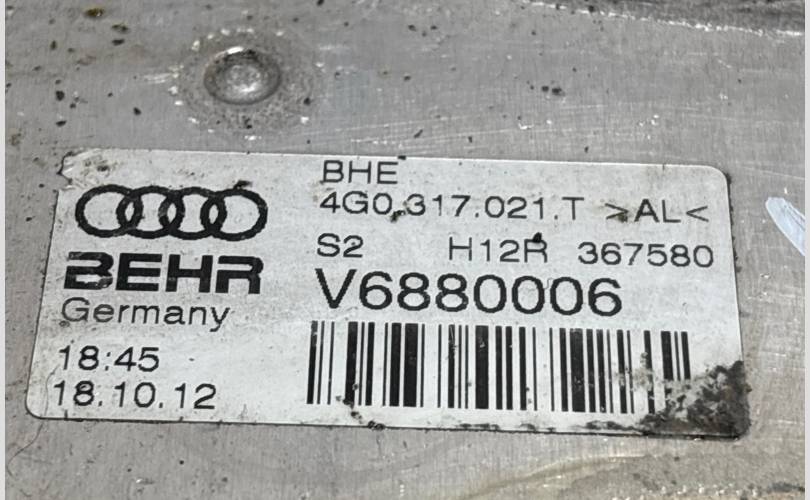 BHE
4G0.317.021.T >AL<
S2 H12R 367580
BEHR
V6880006
Germany
18:45
18.10.12